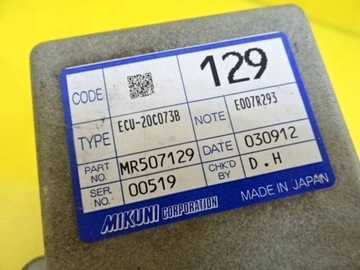 CODE 129
TYPE ECU-20C073B NOTE E007R293
PART NO. MR507129 DATE 030912
SER. NO. 00519 CHK'D BY D.H
MIKUNI CORPORATION MADE IN JAPAN